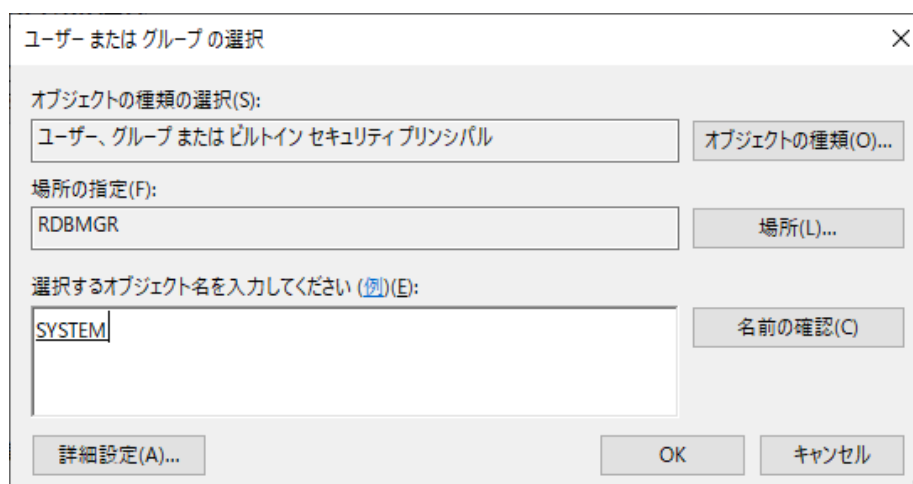 ユーザー または グループ の選択
オブジェクトの種類の選択(S):
ユーザー、グループ または ビルトイン セキュリティ プリンシパル
オブジェクトの種類(O)...
場所の指定(F):
RDBMGR
場所(L)...
選択するオブジェクト名を入力してください (例)(E):
SYSTEM
名前の確認(C)
詳細設定(A)...
OK
キャンセル